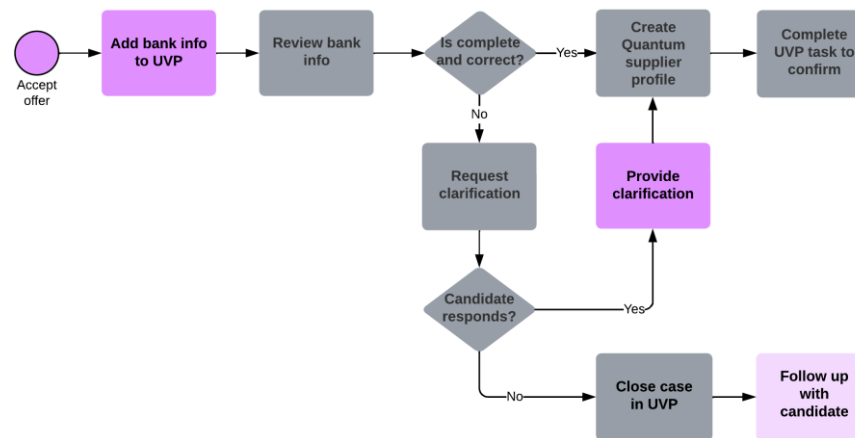 Accept
offer
Add bank info
to UVP
Review bank
info
Is complete
and correct?
Yes
Create
Quantum
supplier
profile
Complete
UVP task to
confirm
No
Request
clarification
Provide
clarification
Candidate
responds?
Yes
No
Close case
in UVP
Follow up
with
candidate